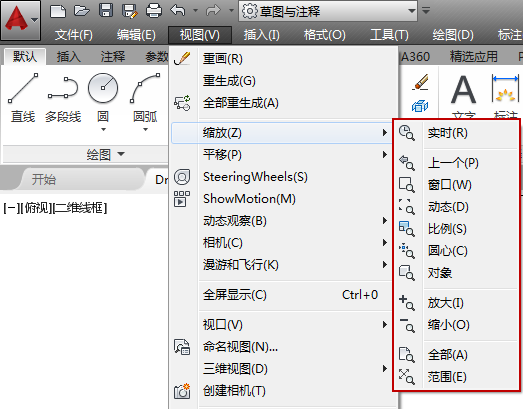 草图与注释
文件(F) 编辑(E) 视图(V) 插入(I) 格式(O) 工具(T) 绘图(D) 标注
默认 插入 注释 参 A360 精选应用
直线 多段线 圆 圆弧 文字 标注
绘图
开始 Dr
[−][俯视][二维线框]
重画(R)
重生成(G)
全部重生成(A)
缩放(Z)
平移(P)
SteeringWheels(S)
ShowMotion(M)
动态观察(B)
相机(C)
漫游和飞行(K)
全屏显示(C) Ctrl+0
视口(V)
命名视图(N)...
三维视图(D)
创建相机(T)
实时(R)
上一个(P)
窗口(W)
动态(D)
比例(S)
圆心(C)
对象
放大(I)
缩小(O)
全部(A)
范围(E)